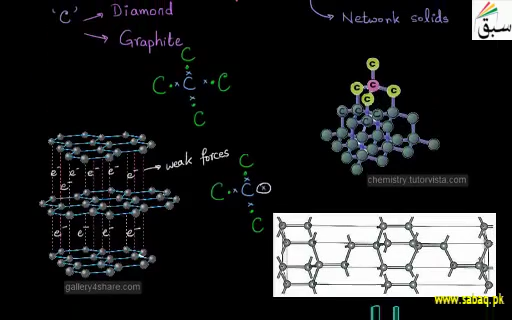 'C' → Diamond
→ Graphite
Network solids
سبق
C
C C C
C
C
C
C
C
C
C
weak forces
e⁻ e⁻ e⁻ e⁻ e⁻
e⁻
C
C C
C
e⁻ e⁻ e⁻ e⁻
chemistry.tutorvista.com
gallery4share.com
www.sabaq.pk